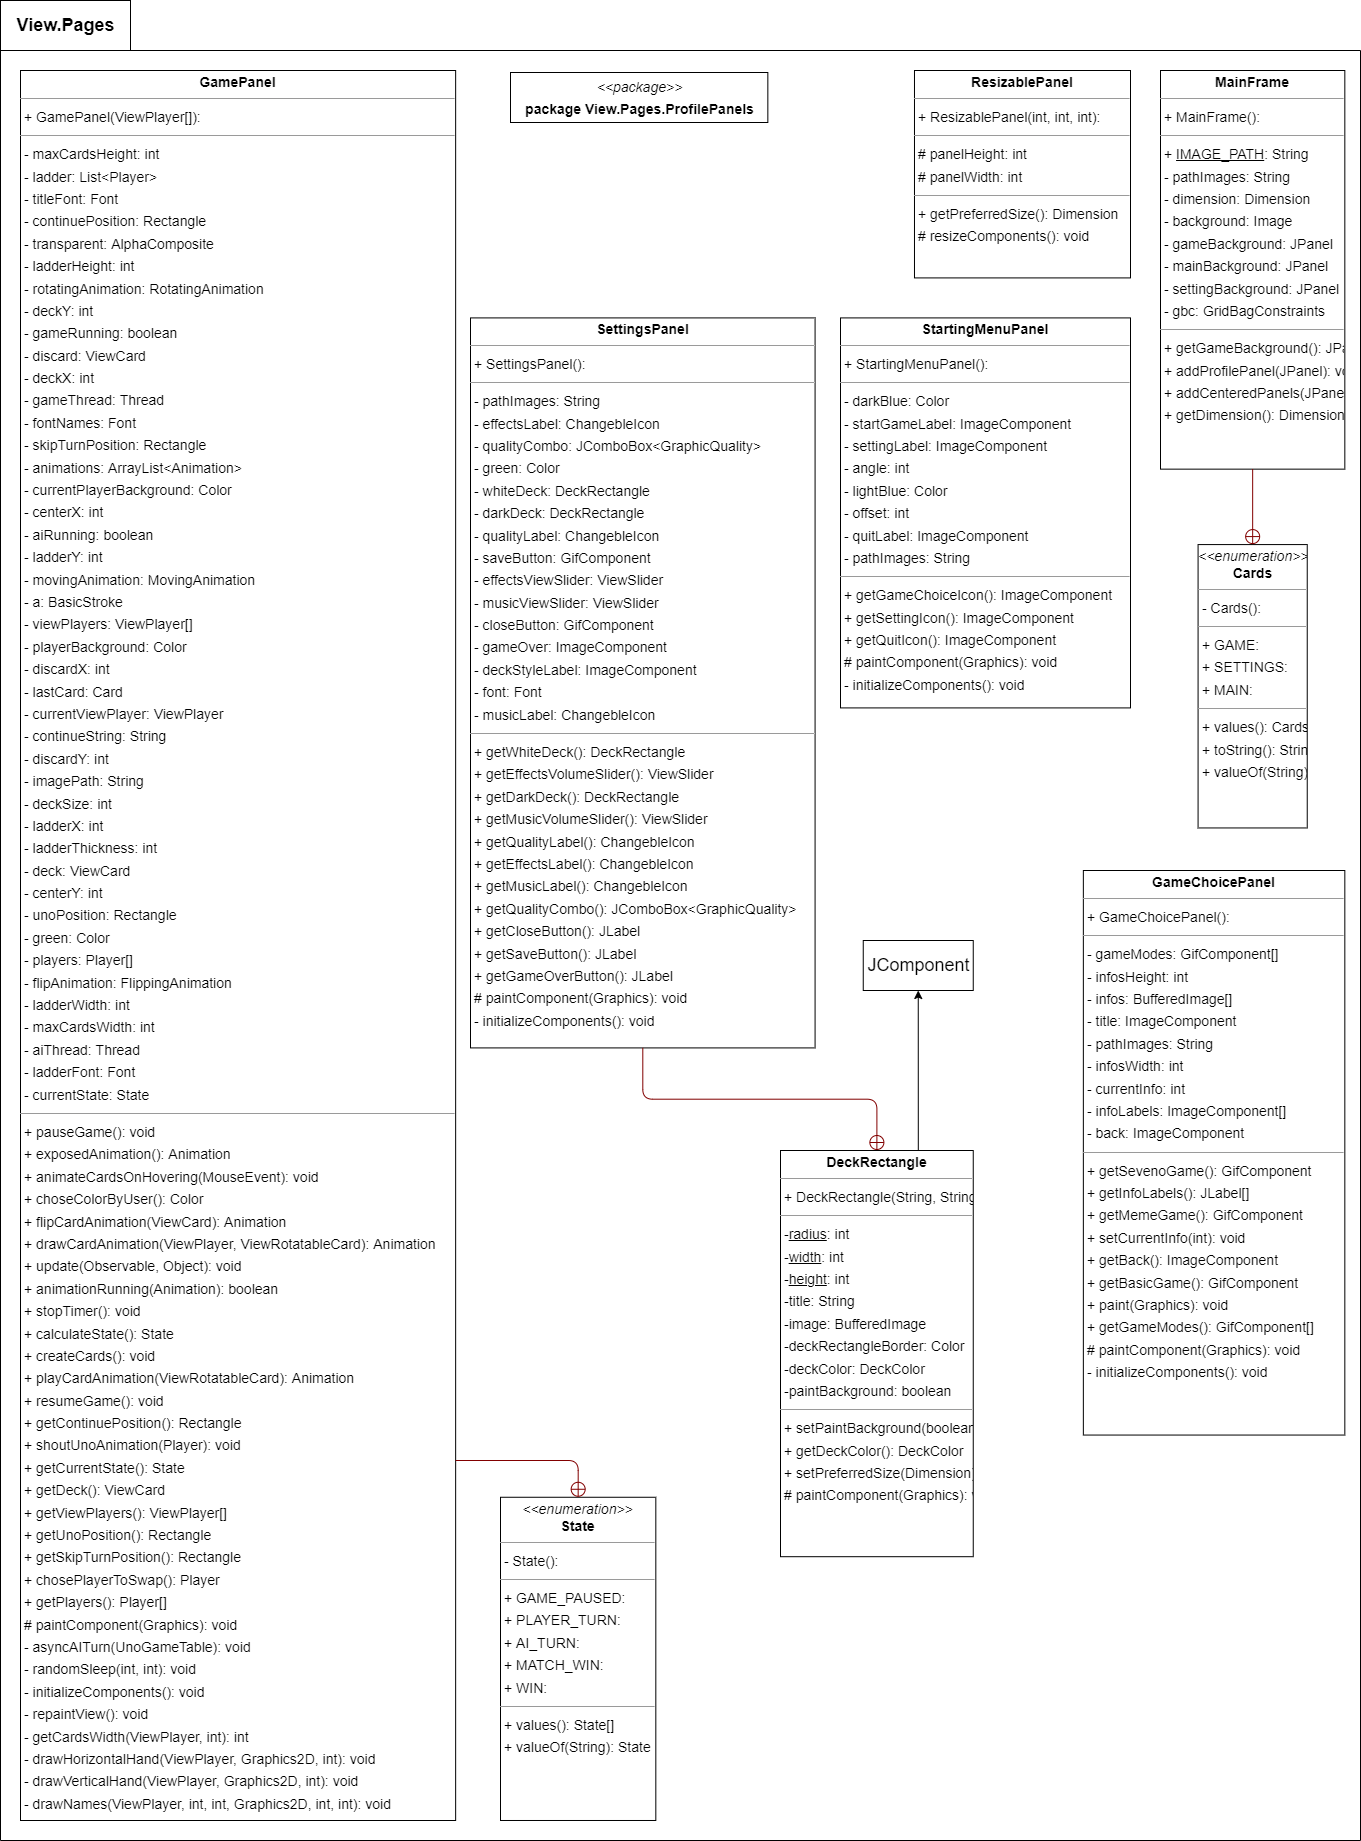 View.Pages
GamePanel
+ GamePanel(ViewPlayer[]):
- maxCardsHeight: int
- ladder: List<Player>
- titleFont: Font
- continuePosition: Rectangle
- transparent: AlphaComposite
- ladderHeight: int
- rotatingAnimation: RotatingAnimation
- deckY: int
- gameRunning: boolean
- discard: ViewCard
- deckX: int
- gameThread: Thread
- fontNames: Font
- skipTurnPosition: Rectangle
- animations: ArrayList<Animation>
- currentPlayerBackground: Color
- centerX: int
- aiRunning: boolean
- ladderY: int
- movingAnimation: MovingAnimation
- a: BasicStroke
- viewPlayers: ViewPlayer[]
- playerBackground: Color
- discardX: int
- lastCard: Card
- currentViewPlayer: ViewPlayer
- continueString: String
- discardY: int
- imagePath: String
- deckSize: int
- ladderX: int
- ladderThickness: int
- deck: ViewCard
- centerY: int
- unoPosition: Rectangle
- green: Color
- players: Player[]
- flipAnimation: FlippingAnimation
- ladderWidth: int
- maxCardsWidth: int
- aiThread: Thread
- ladderFont: Font
- currentState: State
+ pauseGame(): void
+ exposedAnimation(): Animation
+ animateCardsOnHovering(MouseEvent): void
+ choseColorByUser(): Color
+ flipCardAnimation(ViewCard): Animation
+ drawCardAnimation(ViewPlayer, ViewRotatableCard): Animation
+ update(Observable, Object): void
+ animationRunning(Animation): boolean
+ stopTimer(): void
+ calculateState(): State
+ createCards(): void
+ playCardAnimation(ViewRotatableCard): Animation
+ resumeGame(): void
+ getContinuePosition(): Rectangle
+ shoutUnoAnimation(Player): void
+ getCurrentState(): State
+ getDeck(): ViewCard
+ getViewPlayers(): ViewPlayer[]
+ getUnoPosition(): Rectangle
+ getSkipTurnPosition(): Rectangle
+ chosePlayerToSwap(): Player
+ getPlayers(): Player[]
# paintComponent(Graphics): void
- asyncAITurn(UnoGameTable): void
- randomSleep(int, int): void
- initializeComponents(): void
- repaintView(): void
- getCardsWidth(ViewPlayer, int): int
- drawHorizontalHand(ViewPlayer, Graphics2D, int): void
- drawVerticalHand(ViewPlayer, Graphics2D, int): void
- drawNames(ViewPlayer, int, int, Graphics2D, int, int): void
<<package>>
package View.Pages.ProfilePanels
ResizablePanel
+ ResizablePanel(int, int, int):
# panelHeight: int
# panelWidth: int
+ getPreferredSize(): Dimension
# resizeComponents(): void
MainFrame
+ MainFrame():
+ IMAGE_PATH: String
- pathImages: String
- dimension: Dimension
- background: Image
- gameBackground: JPanel
- mainBackground: JPanel
- settingBackground: JPanel
- gbc: GridBagConstraints
+ getGameBackground(): JPa
+ addProfilePanel(JPanel): vo
+ addCenteredPanels(JPane
+ getDimension(): Dimension
SettingsPanel
+ SettingsPanel():
- pathImages: String
- effectsLabel: ChangebleIcon
- qualityCombo: JComboBox<GraphicQuality>
- green: Color
- whiteDeck: DeckRectangle
- darkDeck: DeckRectangle
- qualityLabel: ChangebleIcon
- saveButton: GifComponent
- effectsViewSlider: ViewSlider
- musicViewSlider: ViewSlider
- closeButton: GifComponent
- gameOver: ImageComponent
- deckStyleLabel: ImageComponent
- font: Font
- musicLabel: ChangebleIcon
+ getWhiteDeck(): DeckRectangle
+ getEffectsVolumeSlider(): ViewSlider
+ getDarkDeck(): DeckRectangle
+ getMusicVolumeSlider(): ViewSlider
+ getQualityLabel(): ChangebleIcon
+ getEffectsLabel(): ChangebleIcon
+ getMusicLabel(): ChangebleIcon
+ getQualityCombo(): JComboBox<GraphicQuality>
+ getCloseButton(): JLabel
+ getSaveButton(): JLabel
+ getGameOverButton(): JLabel
# paintComponent(Graphics): void
- initializeComponents(): void
StartingMenuPanel
+ StartingMenuPanel():
- darkBlue: Color
- startGameLabel: ImageComponent
- settingLabel: ImageComponent
- angle: int
- lightBlue: Color
- offset: int
- quitLabel: ImageComponent
- pathImages: String
+ getGameChoiceIcon(): ImageComponent
+ getSettingIcon(): ImageComponent
+ getQuitIcon(): ImageComponent
# paintComponent(Graphics): void
- initializeComponents(): void
<<enumeration>>
Cards
- Cards():
+ GAME:
+ SETTINGS:
+ MAIN:
+ values(): Cards
+ toString(): Strin
+ valueOf(String)
GameChoicePanel
+ GameChoicePanel():
- gameModes: GifComponent[]
- infosHeight: int
- infos: BufferedImage[]
- title: ImageComponent
- pathImages: String
- infosWidth: int
- currentInfo: int
- infoLabels: ImageComponent[]
- back: ImageComponent
+ getSevenoGame(): GifComponent
+ getInfoLabels(): JLabel[]
+ getMemeGame(): GifComponent
+ setCurrentInfo(int): void
+ getBack(): ImageComponent
+ getBasicGame(): GifComponent
+ paint(Graphics): void
+ getGameModes(): GifComponent[]
# paintComponent(Graphics): void
- initializeComponents(): void
JComponent
DeckRectangle
+ DeckRectangle(String, String
-radius: int
-width: int
-height: int
-title: String
-image: BufferedImage
-deckRectangleBorder: Color
-deckColor: DeckColor
-paintBackground: boolean
+ setPaintBackground(boolean
+ getDeckColor(): DeckColor
+ setPreferredSize(Dimension)
# paintComponent(Graphics):
<<enumeration>>
State
- State():
+ GAME_PAUSED:
+ PLAYER_TURN:
+ AI_TURN:
+ MATCH_WIN:
+ WIN:
+ values(): State[]
+ valueOf(String): State